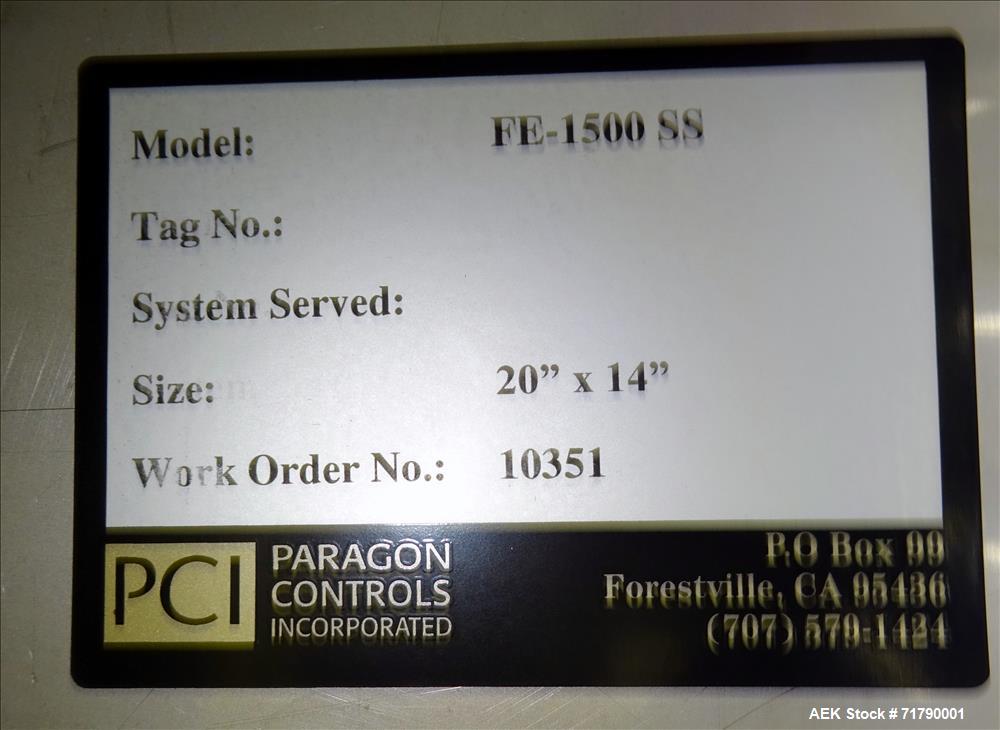 Model: FE-1500 SS
Tag No.:
System Served:
Size: 20” x 14”
Work Order No.: 10351
PCI
PARAGON
CONTROLS
INCORPORATED
P.O Box 99
Forestville, CA 95436
(707) 579-1424
AEK Stock # 71790001